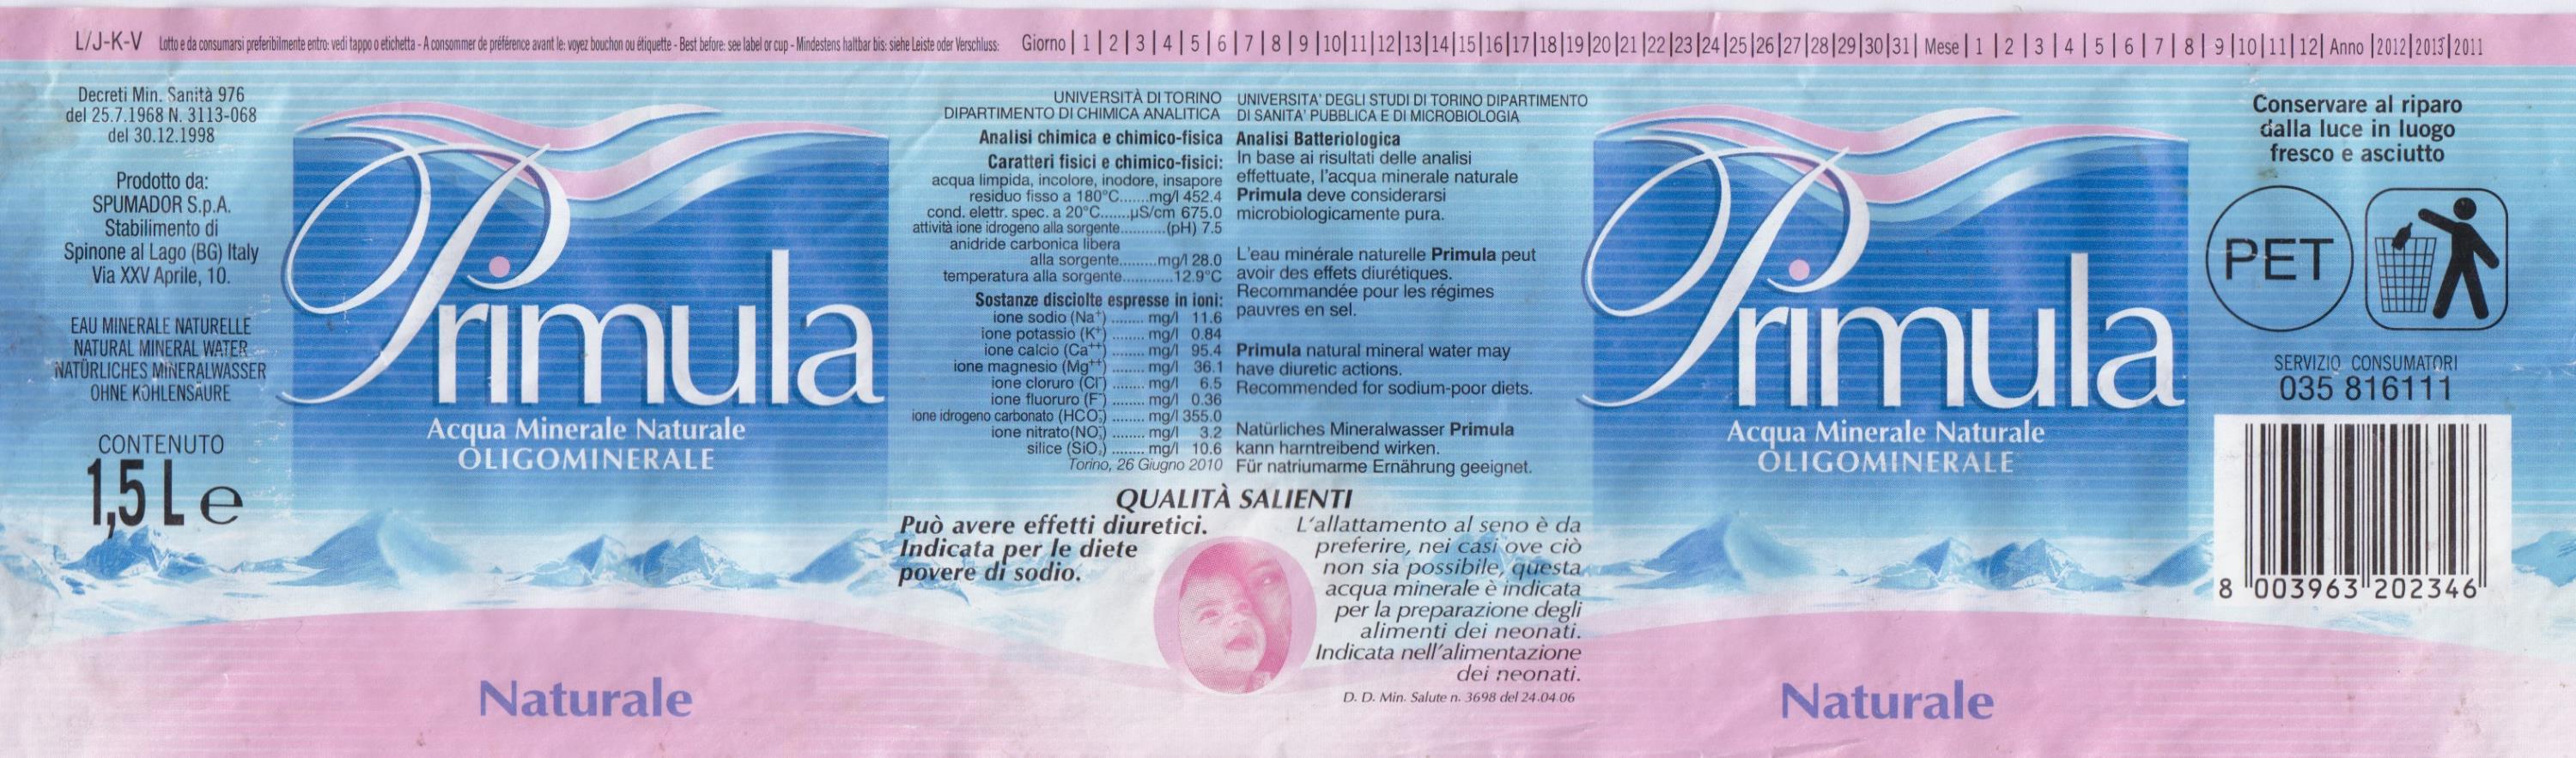 L/J-K-V Lotto e da consumarsi preferibilmente entro: vedi tappo o etichetta - A consommer de préférence avant le: voyez bouchon ou étiquette - Best before: see label or cup - Mindestens haltbar bis: siehe Leiste oder Verschluss: Giorno | 1 | 2 | 3 | 4 | 5 | 6 | 7 | 8 | 9 |10|11|12|13|14|15|16|17|18|19|20|21|22|23|24|25|26|27|28|29|30|31| Mese | 1 | 2 | 3 | 4 | 5 | 6 | 7 | 8 | 9 |10|11|12| Anno |2012|2013|2011
Decreti Min. Sanità 976
del 25.7.1968 N. 3113-068
del 30.12.1998
Prodotto da:
SPUMADOR S.p.A.
Stabilimento di
Spinone al Lago (BG) Italy
Via XXV Aprile, 10.
EAU MINERALE NATURELLE
NATURAL MINERAL WATER
NATÜRLICHES MINERALWASSER
OHNE KOHLENSÄURE
CONTENUTO
1,5 L e
Primula
Acqua Minerale Naturale
OLIGOMINERALE
Naturale
UNIVERSITÀ DI TORINO
DIPARTIMENTO DI CHIMICA ANALITICA
Analisi chimica e chimico-fisica
Caratteri fisici e chimico-fisici:
acqua limpida, incolore, inodore, insapore
residuo fisso a 180°C.......mg/l 452.4
cond. elettr. spec. a 20°C.......µS/cm 675.0
attività ione idrogeno alla sorgente...........(pH) 7.5
anidride carbonica libera
alla sorgente.........mg/l 28.0
temperatura alla sorgente............12.9°C
Sostanze disciolte espresse in ioni:
ione sodio (Na⁺) ........ mg/l 11.6
ione potassio (K⁺) ........ mg/l 0.84
ione calcio (Ca⁺⁺) ........ mg/l 95.4
ione magnesio (Mg⁺⁺) ........ mg/l 36.1
ione cloruro (Cl⁻) ........ mg/l 6.5
ione fluoruro (F⁻) ........ mg/l 0.36
ione idrogeno carbonato (HCO₃⁻) ........ mg/l 355.0
ione nitrato(NO₃⁻) ........ mg/l 3.2
silice (SiO₂) ........ mg/l 10.6
Torino, 26 Giugno 2010
UNIVERSITA' DEGLI STUDI DI TORINO DIPARTIMENTO
DI SANITA' PUBBLICA E DI MICROBIOLOGIA
Analisi Batteriologica
In base ai risultati delle analisi
effettuate, l'acqua minerale naturale
Primula deve considerarsi
microbiologicamente pura.
L'eau minérale naturelle Primula peut
avoir des effets diurétiques.
Recommandée pour les régimes
pauvres en sel.
Primula natural mineral water may
have diuretic actions.
Recommended for sodium-poor diets.
Natürliches Mineralwasser Primula
kann harntreibend wirken.
Für natriumarme Ernährung geeignet.
QUALITÀ SALIENTI
Può avere effetti diuretici.
Indicata per le diete
povere di sodio.
L'allattamento al seno è da
preferire, nei casi ove ciò
non sia possibile, questa
acqua minerale è indicata
per la preparazione degli
alimenti dei neonati.
Indicata nell'alimentazione
dei neonati.
D. D. Min. Salute n. 3698 del 24.04.06
Primula
Acqua Minerale Naturale
OLIGOMINERALE
Naturale
Conservare al riparo
dalla luce in luogo
fresco e asciutto
PET
SERVIZIO CONSUMATORI
035 816111
8 003963 202346